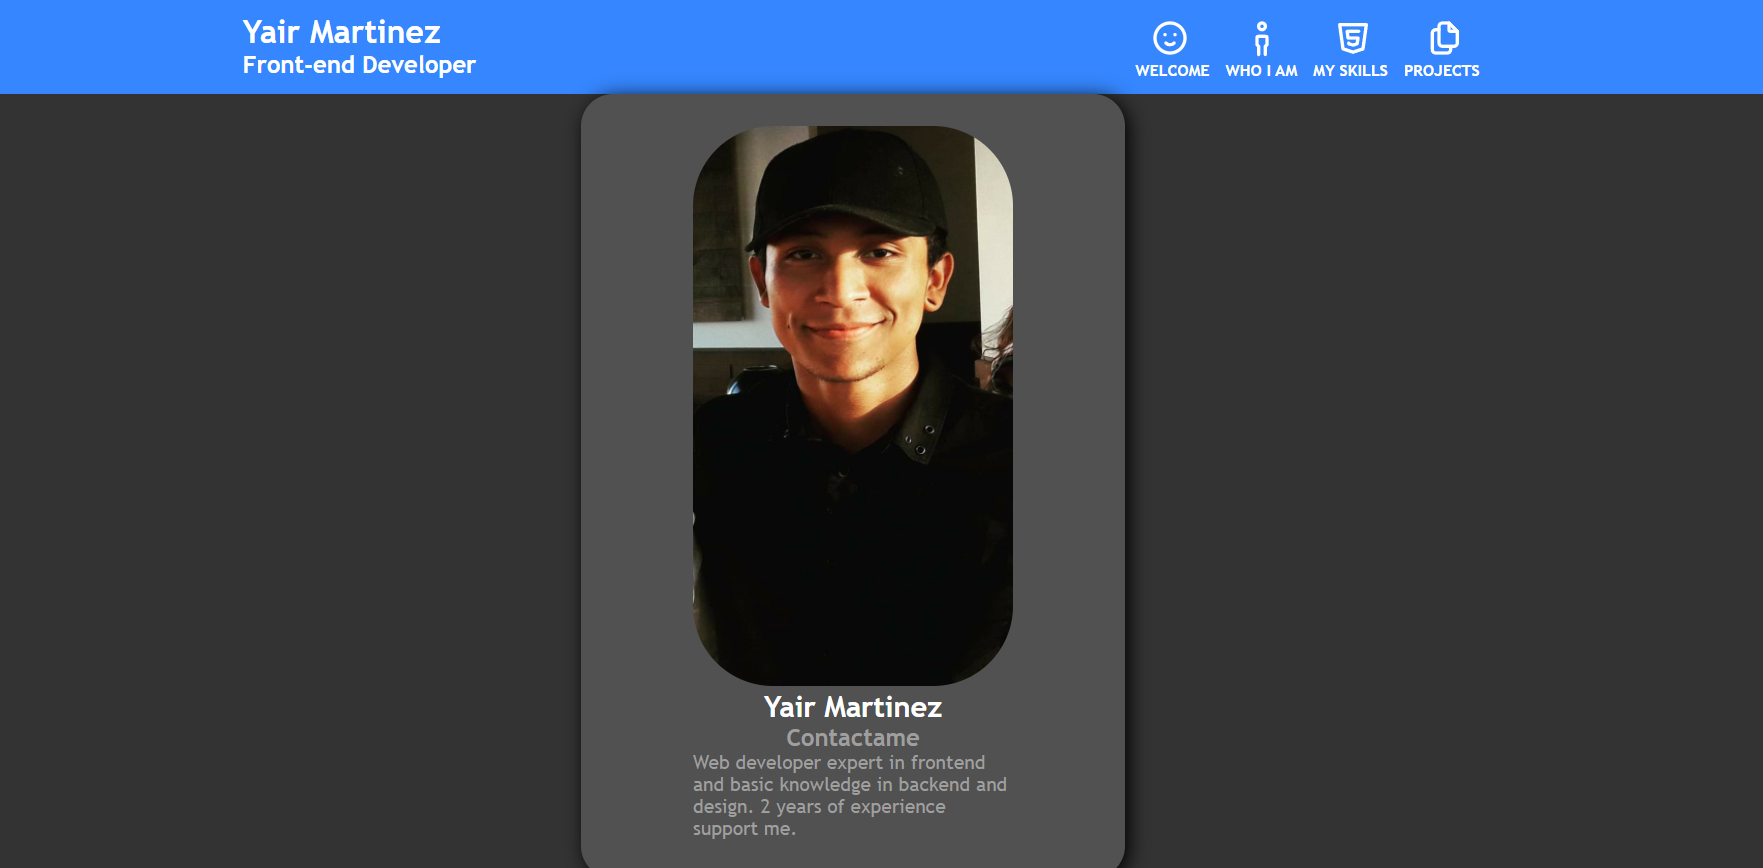 Yair Martinez
Front-end Developer
WELCOME WHO I AM MY SKILLS PROJECTS
Yair Martinez
Contactame
Web developer expert in frontend
and basic knowledge in backend and
design. 2 years of experience
support me.